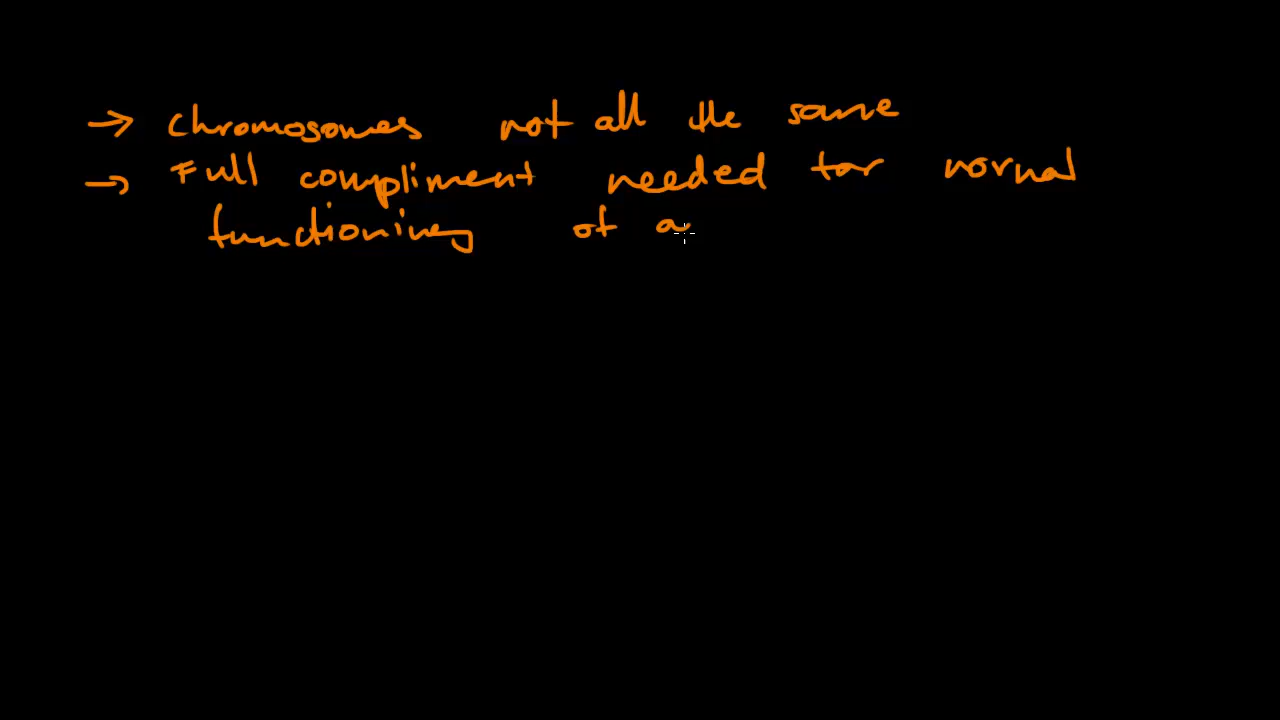 → chromosomes not all the same
→ Full compliment needed for normal
functioning of a